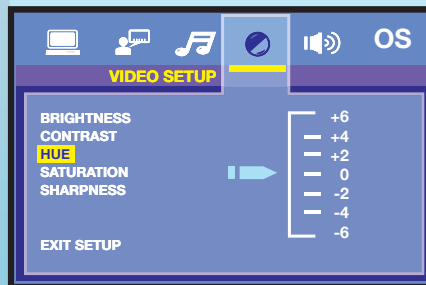 OS
VIDEO SETUP
BRIGHTNESS
CONTRAST
HUE
SATURATION
SHARPNESS
EXIT SETUP
+6
+4
+2
0
-2
-4
-6